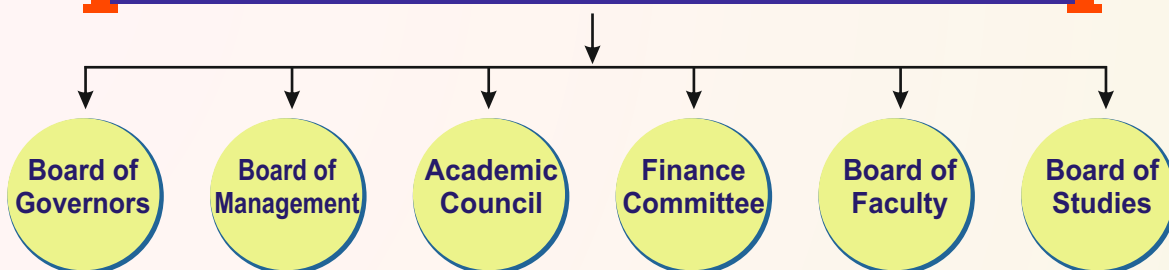 Board of
Governors
Board of
Management
Academic
Council
Finance
Committee
Board of
Faculty
Board of
Studies